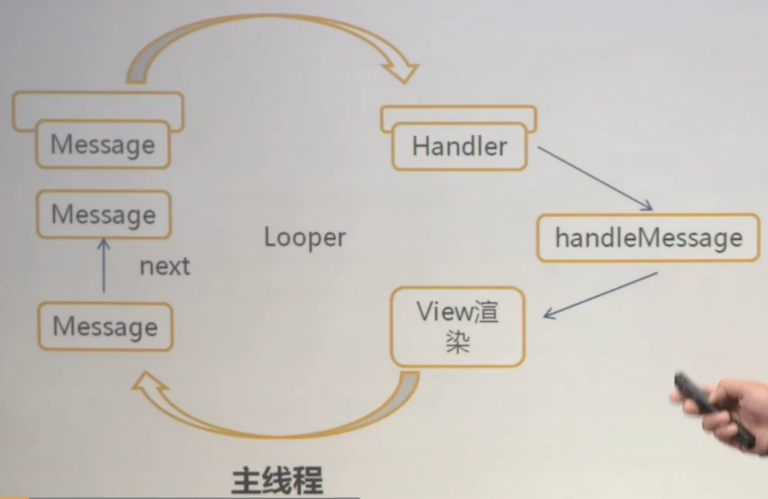 Message
Handler
Message
Looper
handleMessage
next
Message
View渲
染
主线程